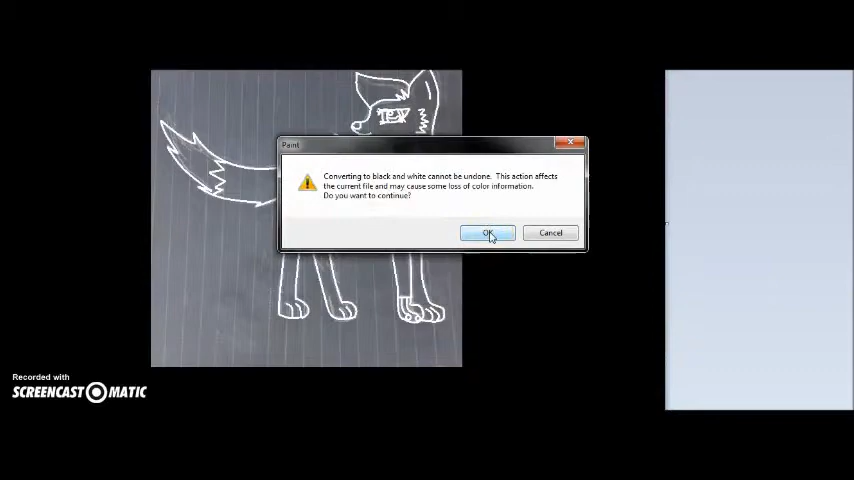 Paint
Converting to black and white cannot be undone. This action affects
the current file and may cause some loss of color information.
Do you want to continue?
OK
Cancel
Recorded with
SCREENCAST MATIC